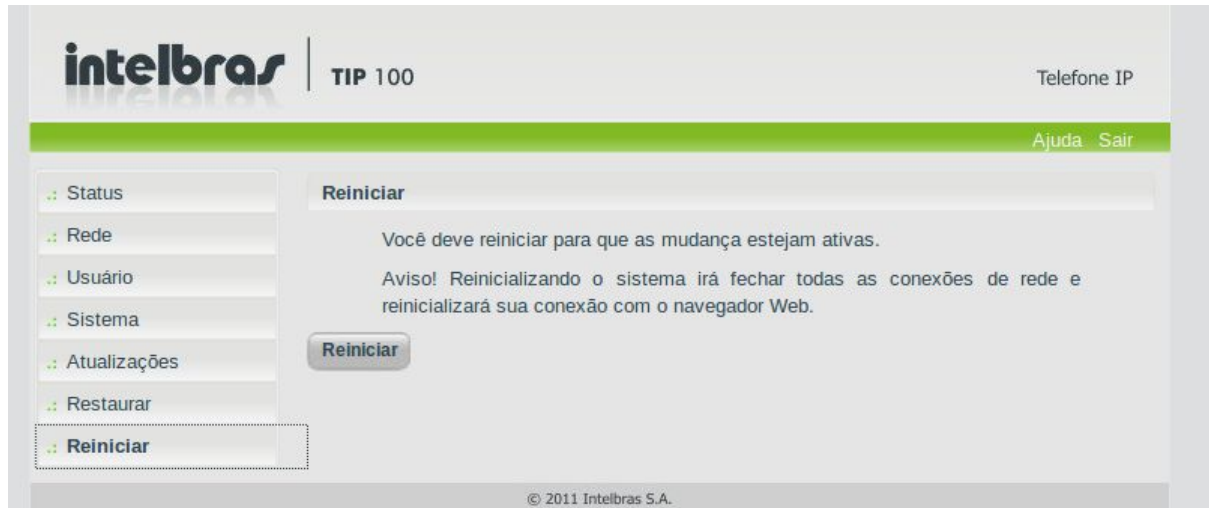 intelbras TIP 100
Telefone IP
Ajuda Sair
.: Status
.: Rede
.: Usuário
.: Sistema
.: Atualizações
.: Restaurar
.: Reiniciar
Reiniciar
Você deve reiniciar para que as mudança estejam ativas.
Aviso! Reinicializando o sistema irá fechar todas as conexões de rede e
reinicializará sua conexão com o navegador Web.
Reiniciar
© 2011 Intelbras S.A.